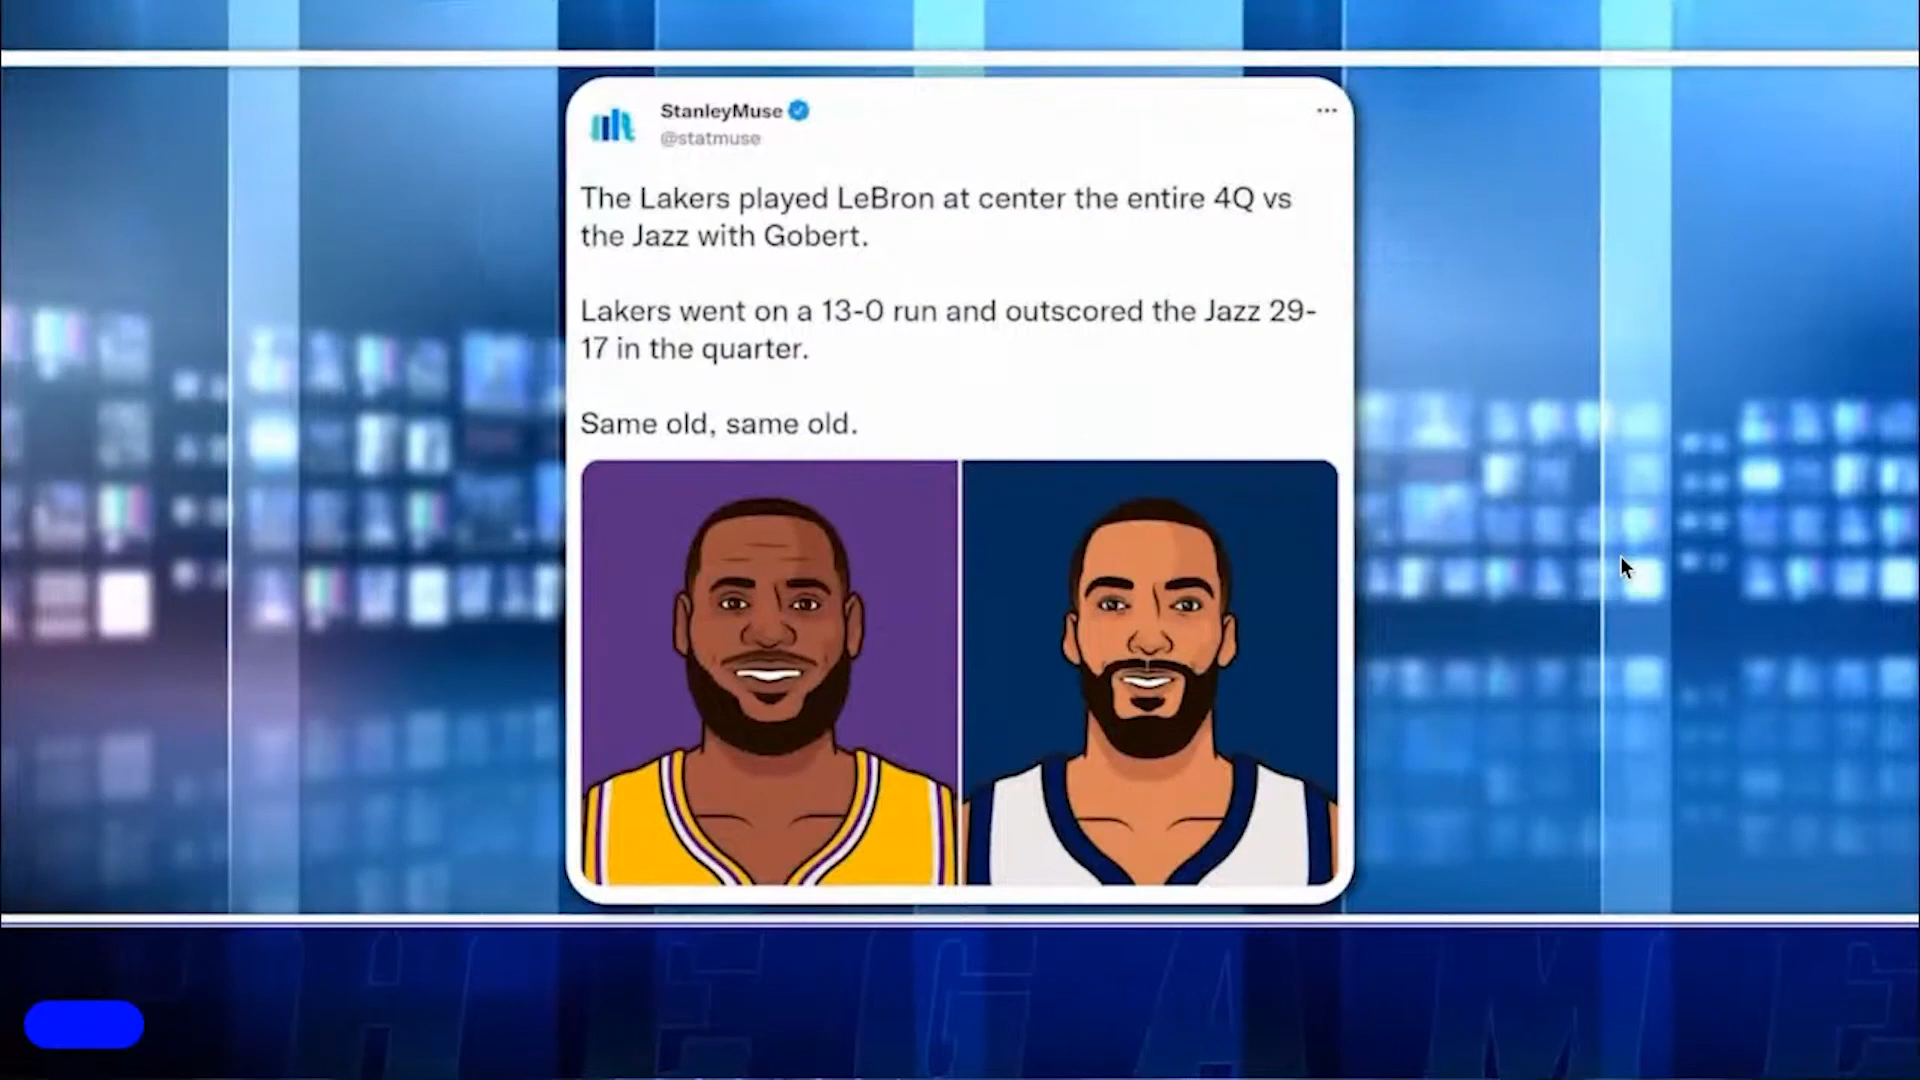 StanleyMuse
@statmuse
The Lakers played LeBron at center the entire 4Q vs
the Jazz with Gobert.
Lakers went on a 13-0 run and outscored the Jazz 29-
17 in the quarter.
Same old, same old.